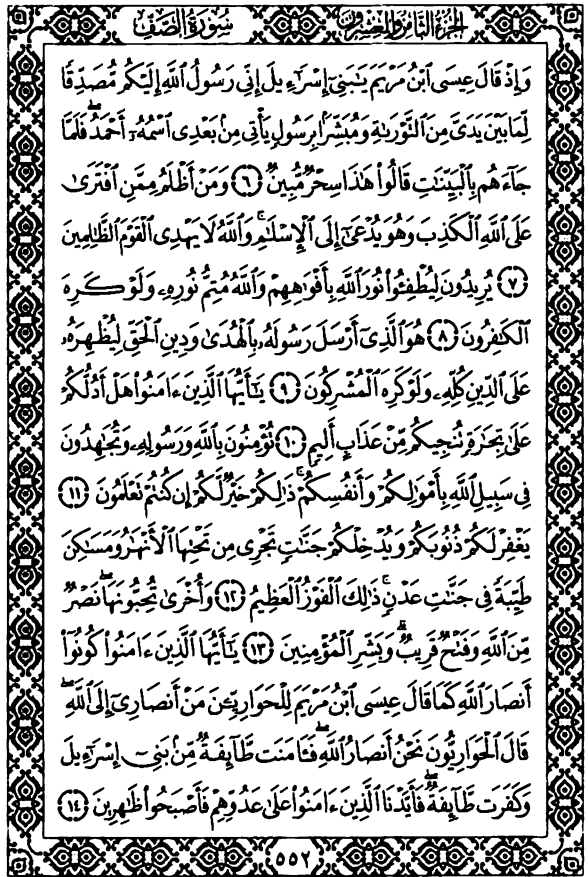 الجزء الثامن والعشرون سورة الصف
وَإِذْ قَالَ عِيسَى ٱبْنُ مَرْيَمَ يَٰبَنِىٓ إِسْرَٰٓءِيلَ إِنِّى رَسُولُ ٱللَّهِ إِلَيْكُم مُّصَدِّقًا
لِّمَا بَيْنَ يَدَىَّ مِنَ ٱلتَّوْرَىٰةِ وَمُبَشِّرًۢا بِرَسُولٍ يَأْتِى مِنۢ بَعْدِى ٱسْمُهُۥٓ أَحْمَدُ ۖ فَلَمَّا
جَآءَهُم بِٱلْبَيِّنَٰتِ قَالُوا۟ هَٰذَا سِحْرٌ مُّبِينٌ ٦ وَمَنْ أَظْلَمُ مِمَّنِ ٱفْتَرَىٰ
عَلَى ٱللَّهِ ٱلْكَذِبَ وَهُوَ يُدْعَىٰٓ إِلَى ٱلْإِسْلَٰمِ ۚ وَٱللَّهُ لَا يَهْدِى ٱلْقَوْمَ ٱلظَّٰلِمِينَ
٧ يُرِيدُونَ لِيُطْفِـُٔوا۟ نُورَ ٱللَّهِ بِأَفْوَٰهِهِمْ وَٱللَّهُ مُتِمُّ نُورِهِۦ وَلَوْ كَرِهَ
ٱلْكَٰفِرُونَ ٨ هُوَ ٱلَّذِىٓ أَرْسَلَ رَسُولَهُۥ بِٱلْهُدَىٰ وَدِينِ ٱلْحَقِّ لِيُظْهِرَهُۥ
عَلَى ٱلدِّينِ كُلِّهِۦ وَلَوْ كَرِهَ ٱلْمُشْرِكُونَ ٩ يَٰٓأَيُّهَا ٱلَّذِينَ ءَامَنُوا۟ هَلْ أَدُلُّكُمْ
عَلَىٰ تِجَٰرَةٍ تُنجِيكُم مِّنْ عَذَابٍ أَلِيمٍ ١٠ تُؤْمِنُونَ بِٱللَّهِ وَرَسُولِهِۦ وَتُجَٰهِدُونَ
فِى سَبِيلِ ٱللَّهِ بِأَمْوَٰلِكُمْ وَأَنفُسِكُمْ ۚ ذَٰلِكُمْ خَيْرٌ لَّكُمْ إِن كُنتُمْ تَعْلَمُونَ ١١
يَغْفِرْ لَكُمْ ذُنُوبَكُمْ وَيُدْخِلْكُمْ جَنَّٰتٍ تَجْرِى مِن تَحْتِهَا ٱلْأَنْهَٰرُ وَمَسَٰكِنَ
طَيِّبَةً فِى جَنَّٰتِ عَدْنٍ ۚ ذَٰلِكَ ٱلْفَوْزُ ٱلْعَظِيمُ ١٢ وَأُخْرَىٰ تُحِبُّونَهَا ۖ نَصْرٌ
مِّنَ ٱللَّهِ وَفَتْحٌ قَرِيبٌ ۗ وَبَشِّرِ ٱلْمُؤْمِنِينَ ١٣ يَٰٓأَيُّهَا ٱلَّذِينَ ءَامَنُوا۟ كُونُوٓا۟
أَنصَارَ ٱللَّهِ كَمَا قَالَ عِيسَى ٱبْنُ مَرْيَمَ لِلْحَوَارِيِّـۧنَ مَنْ أَنصَارِىٓ إِلَى ٱللَّهِ ۖ
قَالَ ٱلْحَوَارِيُّونَ نَحْنُ أَنصَارُ ٱللَّهِ ۖ فَـَٔامَنَت طَّآئِفَةٌ مِّنۢ بَنِىٓ إِسْرَٰٓءِيلَ
وَكَفَرَت طَّآئِفَةٌ ۖ فَأَيَّدْنَا ٱلَّذِينَ ءَامَنُوا۟ عَلَىٰ عَدُوِّهِمْ فَأَصْبَحُوا۟ ظَٰهِرِينَ ١٤
٥٥٢